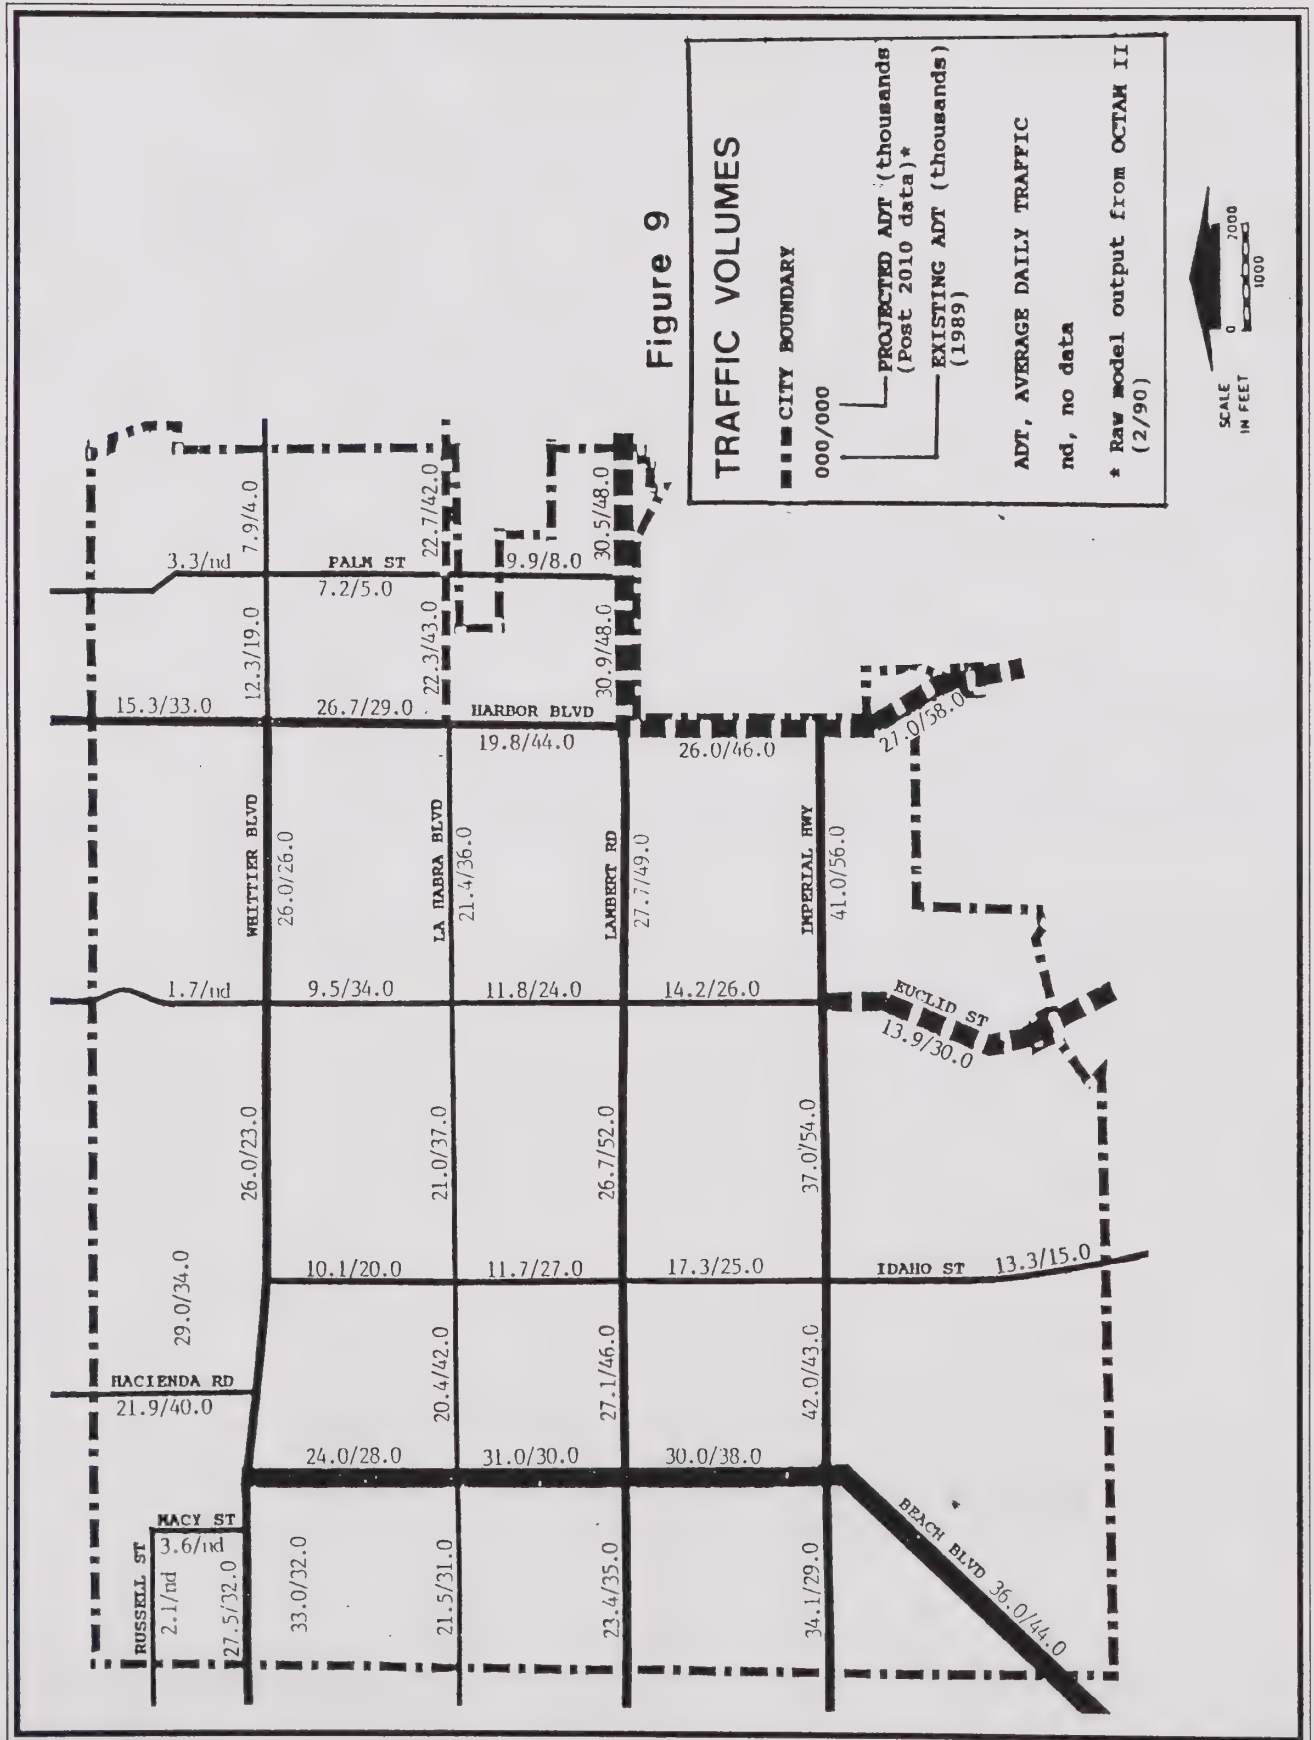 Figure 9
TRAFFIC VOLUMES
CITY BOUNDARY
000/000
PROJECTED ADT (thousands
(Post 2010 data)*
EXISTING ADT (thousands)
(1989)
ADT, AVERAGE DAILY TRAFFIC
nd, no data
* Raw model output from OCTAM II
(2/90)
SCALE
IN FEET
0
1000
2000
3.3/nd
7.9/4.0
PALM ST
7.2/5.0
22.7/42.0
9.9/8.0
30.5/48.0
15.3/33.0
12.3/19.0
26.7/29.0
22.3/43.0
HARBOR BLVD
19.8/44.0
30.9/48.0
26.0/46.0
27.0/58.0
WHITTIER BLVD
26.0/26.0
LA HABRA BLVD
21.4/36.0
LAMBERT RD
27.7/49.0
IMPERIAL HWY
41.0/56.0
1.7/nd
9.5/34.0
11.8/24.0
14.2/26.0
EUCLID ST
13.9/30.0
26.0/23.0
21.0/37.0
26.7/52.0
37.0/54.0
29.0/34.0
10.1/20.0
11.7/27.0
17.3/25.0
IDAHO ST
13.3/15.0
HACIENDA RD
21.9/40.0
20.4/42.0
27.1/46.0
42.0/43.0
24.0/28.0
31.0/30.0
30.0/38.0
MACY ST
3.6/nd
RUSSELL ST
2.1/nd
27.5/32.0
33.0/32.0
21.5/31.0
23.4/35.0
34.1/29.0
BEACH BLVD
36.0/44.0